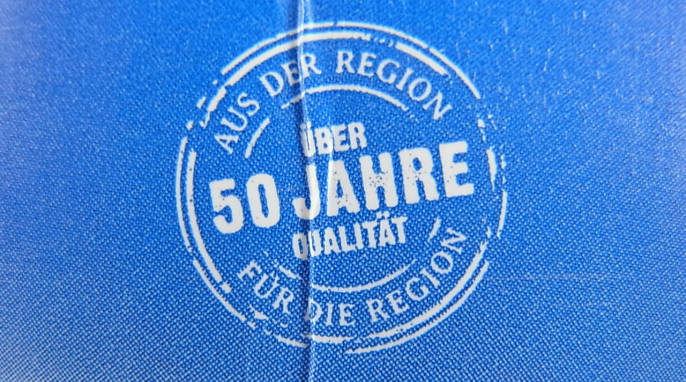 AUS DER REGION
ÜBER
50 JAHRE
QUALITÄT
FÜR DIE REGION